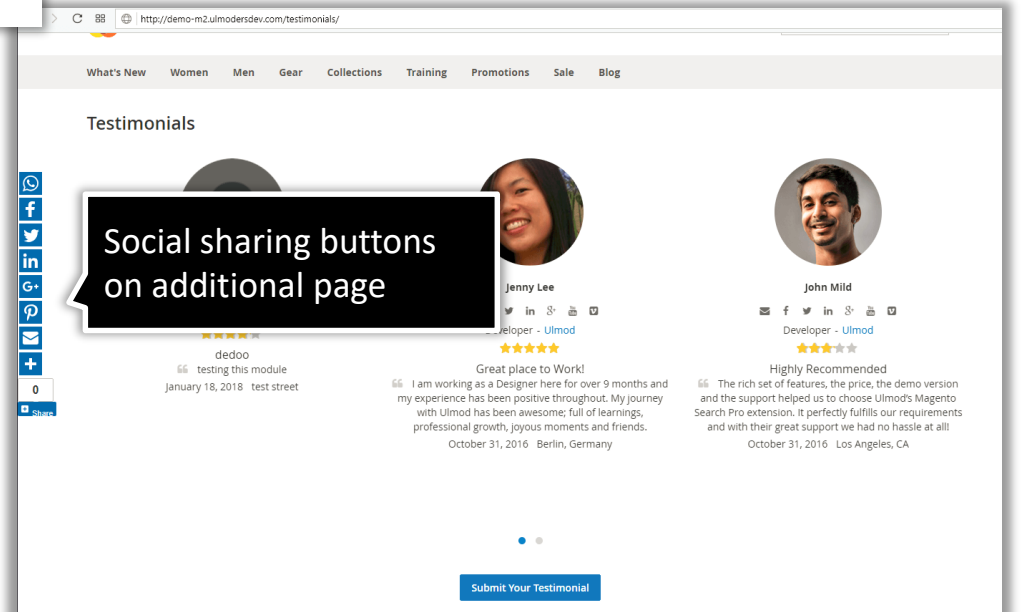 http://demo-m2.ulmodersdev.com/testimonials/
What's New Women Men Gear Collections Training Promotions Sale Blog
Testimonials
Social sharing buttons
on additional page
0
Share
dedoo
testing this module
January 18, 2018 test street
Jenny Lee
Developer - Ulmod
Great place to Work!
I am working as a Designer here for over 9 months and
my experience has been positive throughout. My journey
with Ulmod has been awesome; full of learnings,
professional growth, joyous moments and friends.
October 31, 2016 Berlin, Germany
John Mild
Developer - Ulmod
Highly Recommended
The rich set of features, the price, the demo version
and the support helped us to choose Ulmod's Magento
Search Pro extension. It perfectly fulfills our requirements
and with their great support we had no hassle at all!
October 31, 2016 Los Angeles, CA
Submit Your Testimonial